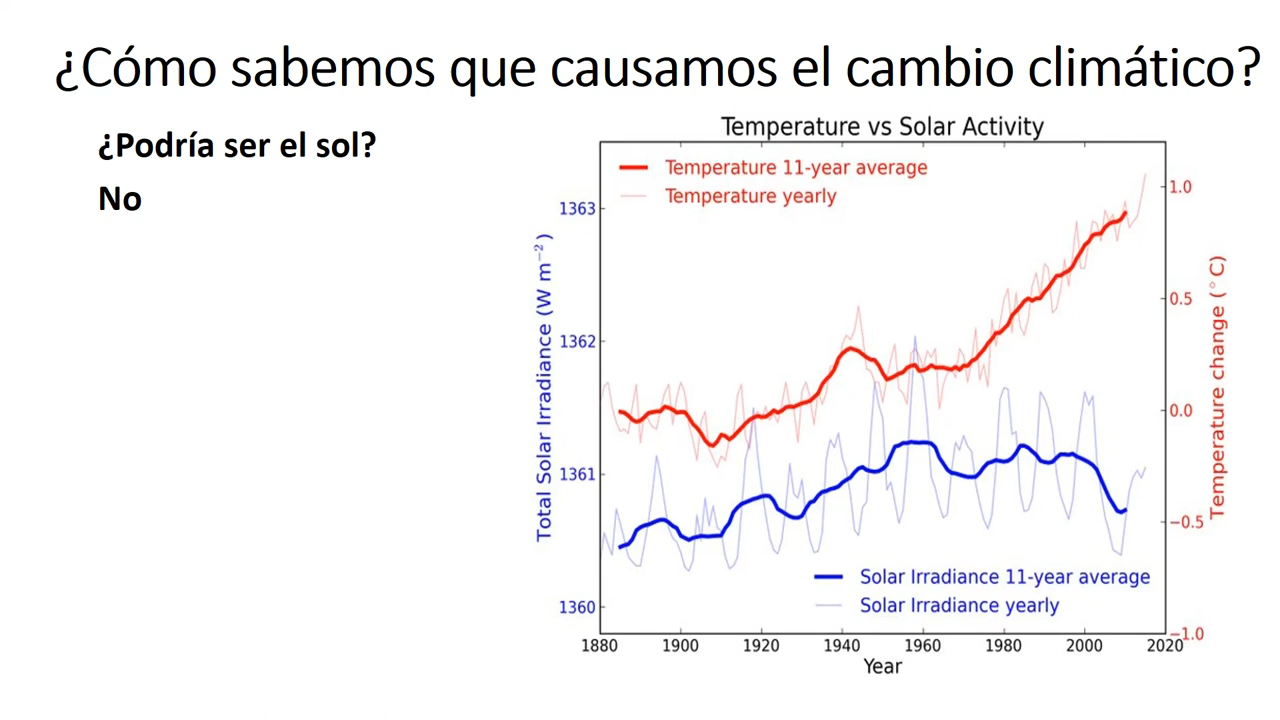 ¿Cómo sabemos que causamos el cambio climático?
¿Podría ser el sol?
No
Temperature vs Solar Activity
Temperature 11-year average
Temperature yearly
Total Solar Irradiance (W m⁻²)
1363
1362
1361
1360
1.0
0.5
0.0
−0.5
−1.0
Temperature change (°C)
Solar Irradiance 11-year average
Solar Irradiance yearly
1880 1900 1920 1940 1960 1980 2000 2020
Year